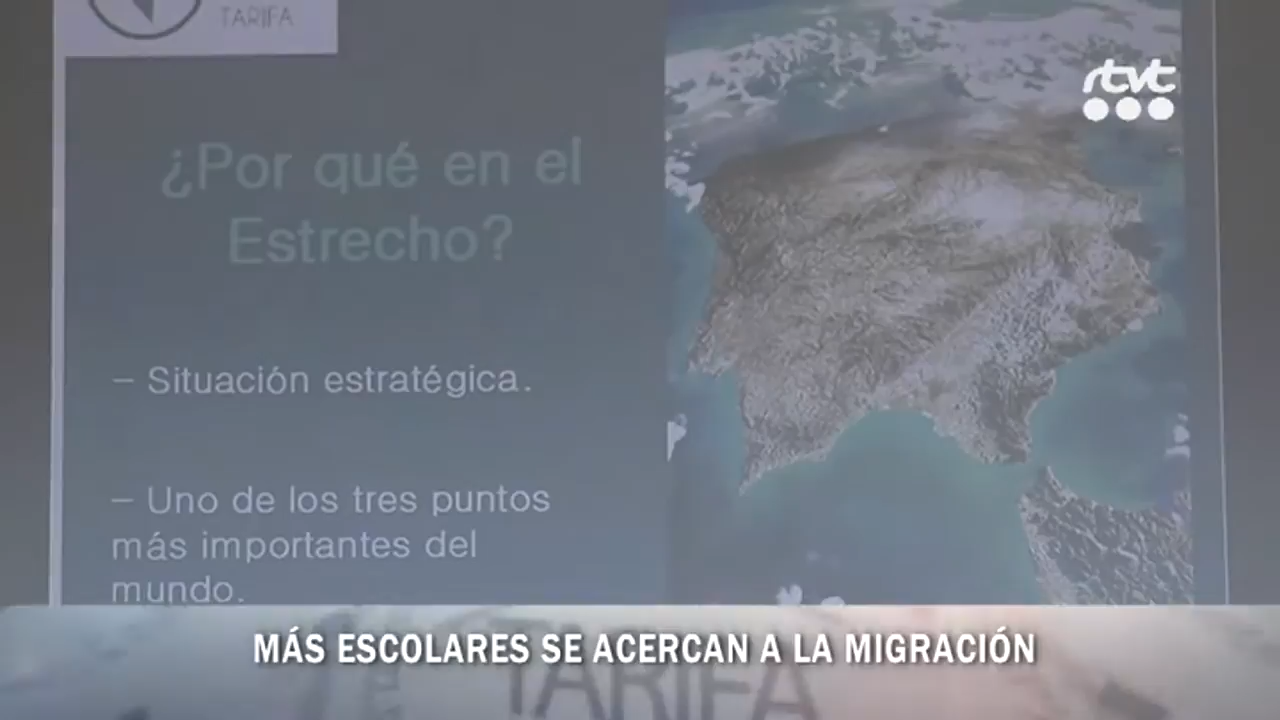 TARIFA
rtvt
¿Por qué en el
Estrecho?
– Situación estratégica.
– Uno de los tres puntos
más importantes del
mundo.
MÁS ESCOLARES SE ACERCAN A LA MIGRACIÓN
TARIFA